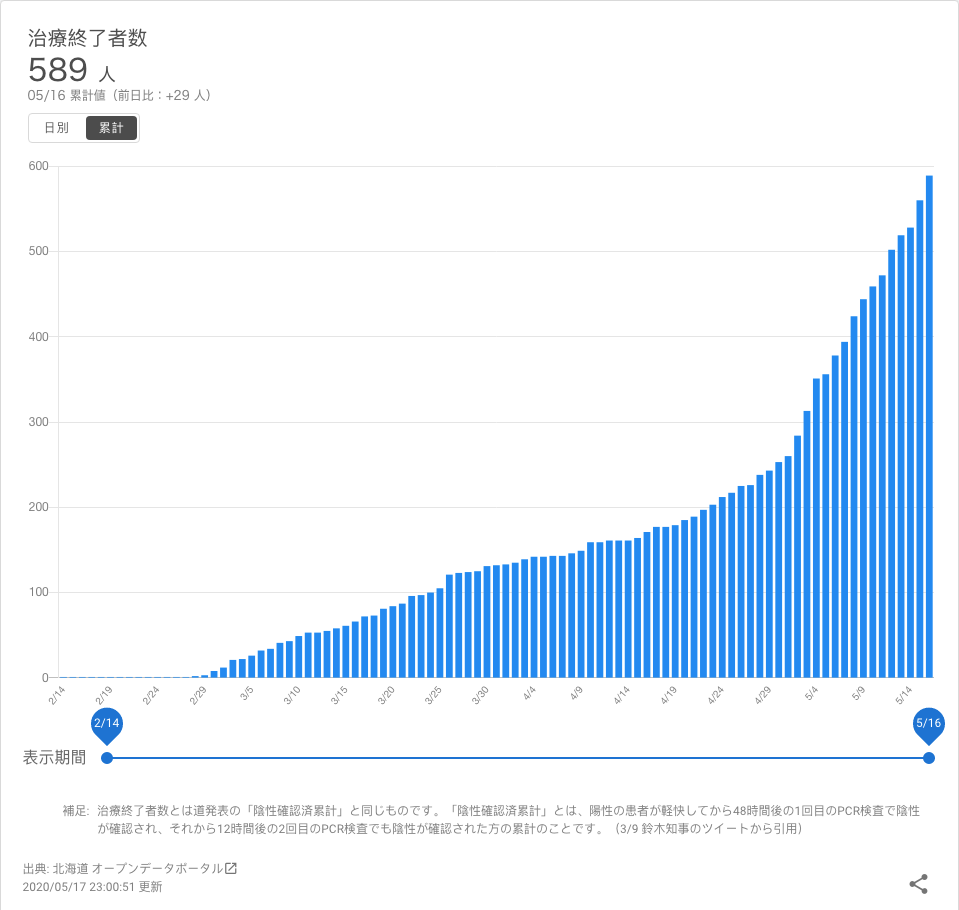 治療終了者数
589 人
05/16 累計値（前日比：+29 人）
日別 累計
600
500
400
300
200
100
0
2/14 2/19 2/24 2/29 3/5 3/10 3/15 3/20 3/25 3/30 4/4 4/9 4/14 4/19 4/24 4/29 5/4 5/9 5/14
2/14 5/16
表示期間
補足: 治療終了者数とは道発表の「陰性確認済累計」と同じものです。「陰性確認済累計」とは、陽性の患者が軽快してから48時間後の1回目のPCR検査で陰性
が確認され、それから12時間後の2回目のPCR検査でも陰性が確認された方の累計のことです。（3/9 鈴木知事のツイートから引用）
出典: 北海道 オープンデータポータル
2020/05/17 23:00:51 更新